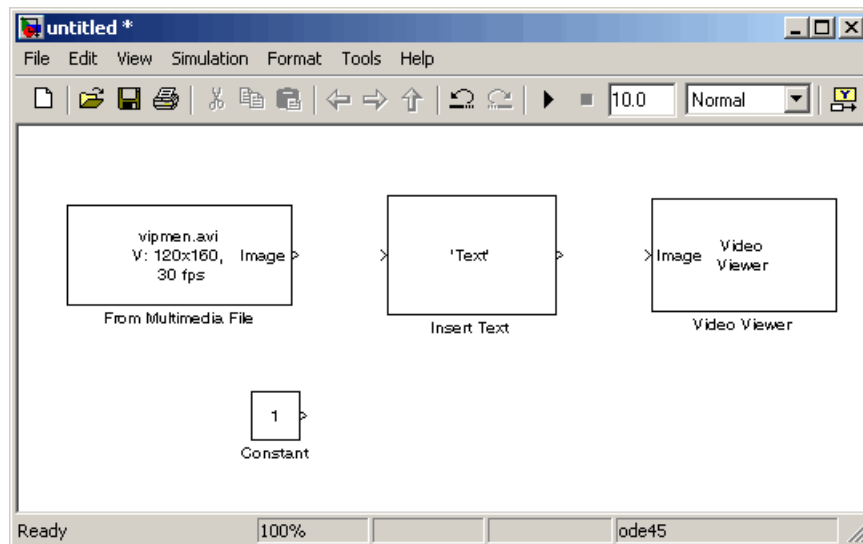 untitled *
File Edit View Simulation Format Tools Help
10.0 Normal
vipmen.avi
V: 120x160,
30 fps
Image
From Multimedia File
'Text'
Insert Text
Image
Video
Viewer
Video Viewer
1
Constant
Ready 100% ode45